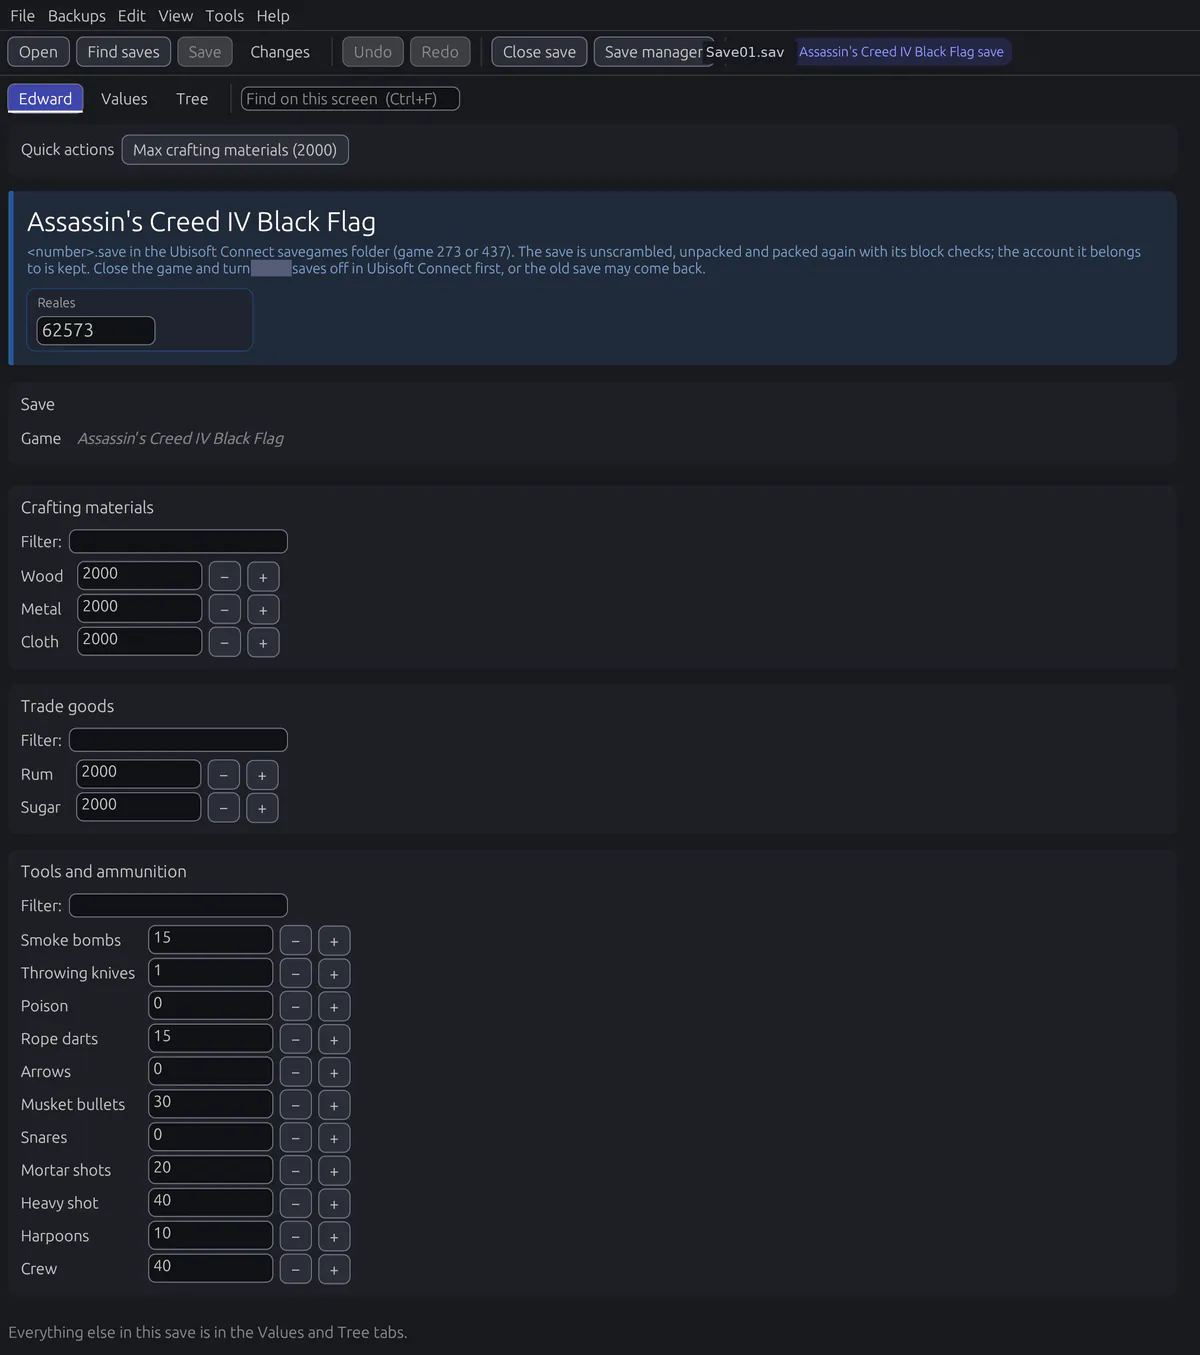 File Backups Edit View Tools Help
Open Find saves Save Changes Undo Redo Close save Save manager Save01.sav Assassin's Creed IV Black Flag save
Edward Values Tree Find on this screen (Ctrl+F)
Quick actions Max crafting materials (2000)
Assassin's Creed IV Black Flag
<number>.save in the Ubisoft Connect savegames folder (game 273 or 437). The save is unscrambled, unpacked and packed again with its block checks; the account it belongs
to is kept. Close the game and turn saves off in Ubisoft Connect first, or the old save may come back.
Reales
62573
Save
Game Assassin's Creed IV Black Flag
Crafting materials
Filter:
Wood 2000 − +
Metal 2000 − +
Cloth 2000 − +
Trade goods
Filter:
Rum 2000 − +
Sugar 2000 − +
Tools and ammunition
Filter:
Smoke bombs 15 − +
Throwing knives 1 − +
Poison 0 − +
Rope darts 15 − +
Arrows 0 − +
Musket bullets 30 − +
Snares 0 − +
Mortar shots 20 − +
Heavy shot 40 − +
Harpoons 10 − +
Crew 40 − +
Everything else in this save is in the Values and Tree tabs.